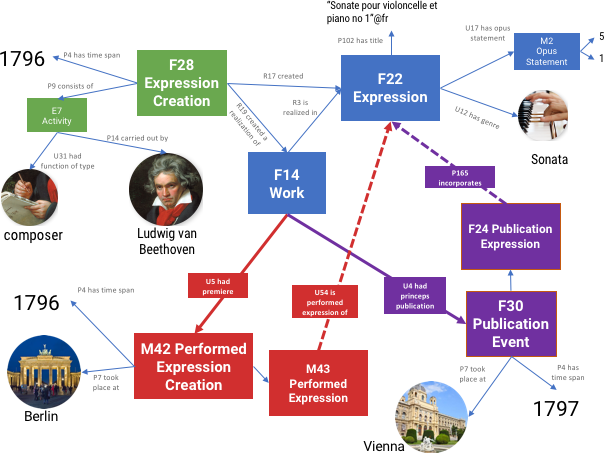 "Sonate pour violoncelle et
piano no 1"@fr
U17 has opus
statement
P102 has title
M2
Opus
Statement
5
1
1796
P4 has time span
F28
Expression
Creation
R17 created
F22
Expression
P9 consists of
E7
Activity
R19 created a
realization of
R3 is
realized in
U12 has genre
Sonata
P14 carried out by
U31 had
function of type
F14
Work
P165
incorporates
composer
Ludwig van
Beethoven
F24 Publication
Expression
U5 had
premiere
U54 is
performed
expression of
U4 had
princeps
publication
1796
P4 has time span
F30
Publication
Event
M42 Performed
Expression
Creation
M43
Performed
Expression
P7 took
place at
Berlin
P7 took
place at
P4 has
time span
1797
Vienna